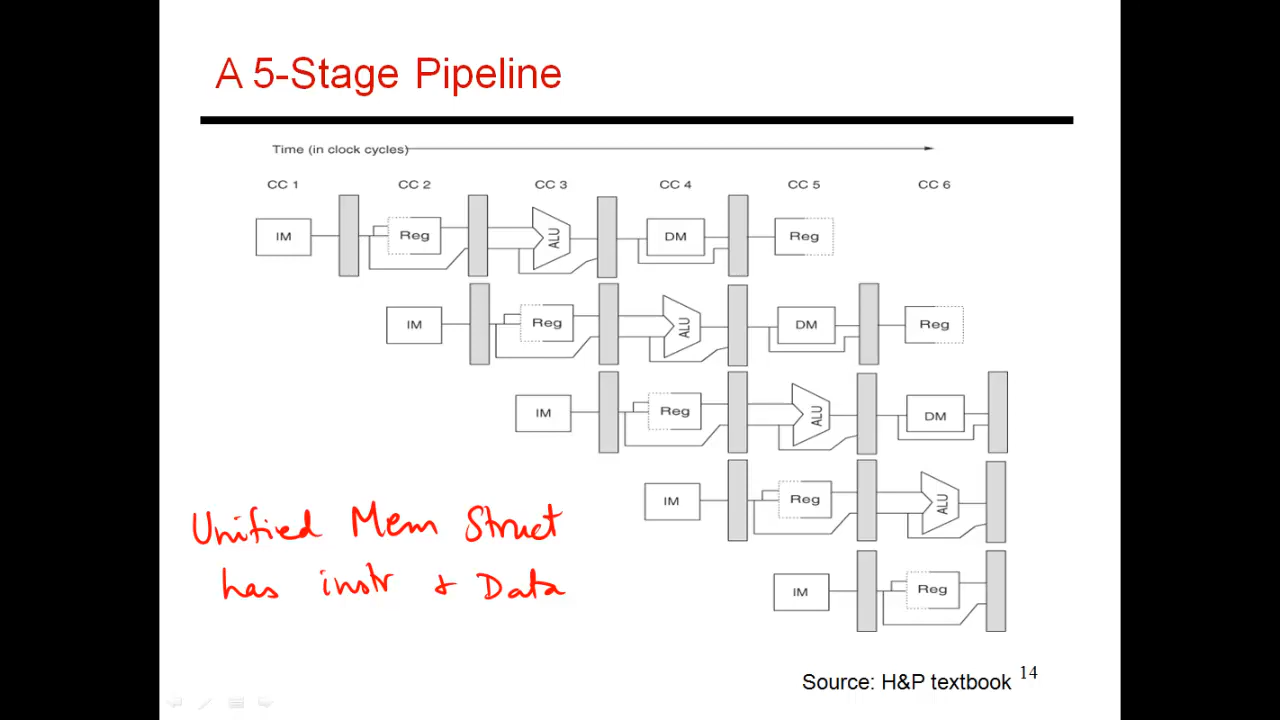 A 5-Stage Pipeline
Time (in clock cycles)
CC 1 CC 2 CC 3 CC 4 CC 5 CC 6
IM Reg ALU DM Reg
IM Reg ALU DM Reg
IM Reg ALU DM
IM Reg ALU
IM Reg
Unified Mem Struct
has instr + Data
Source: H&P textbook 14